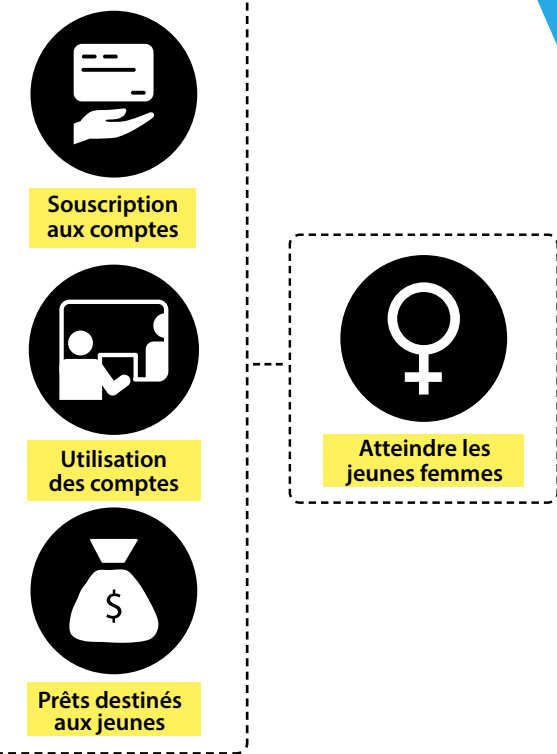 Souscription
aux comptes
Utilisation
des comptes
$
Prêts destinés
aux jeunes
Atteindre les
jeunes femmes